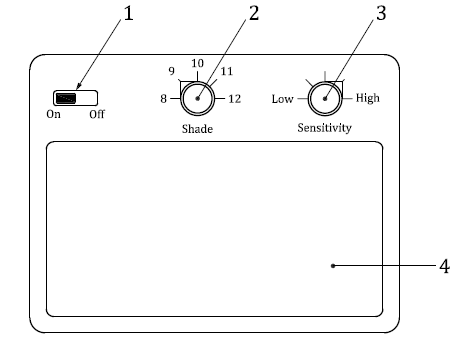 1 2 3
10
9 11
8 12 Low High
On Off
Shade Sensitivity
4